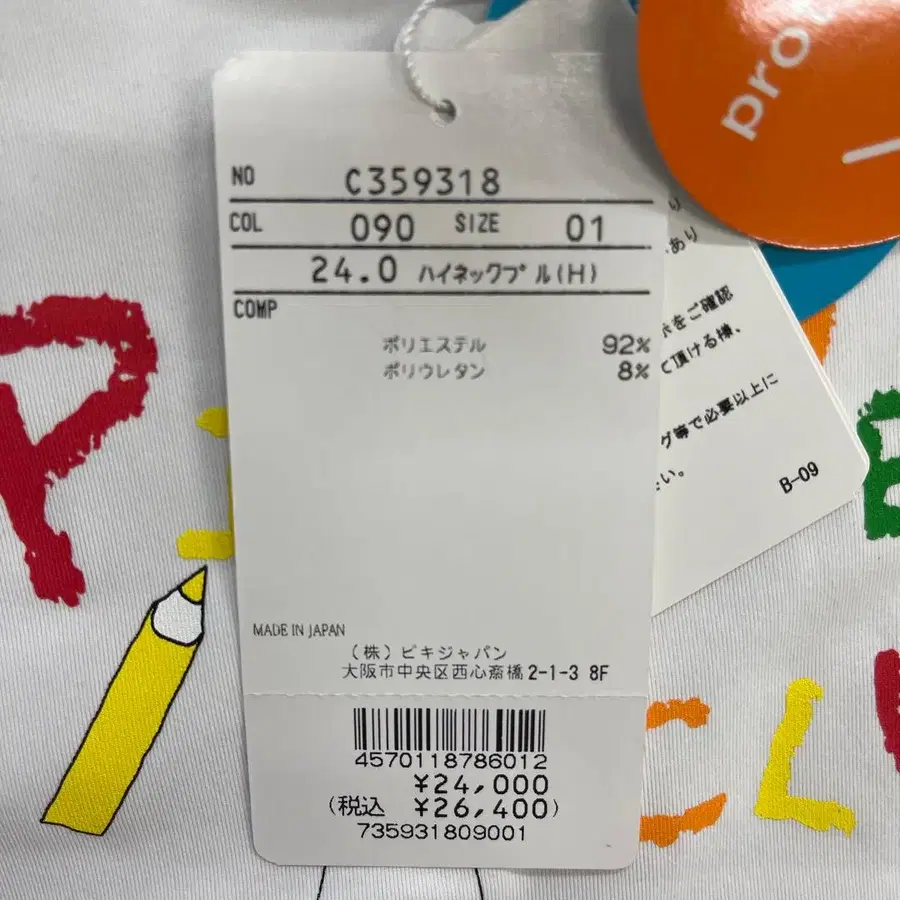 pro
NO C359318
COL 090 SIZE 01
24.0 ハイネックプル(H)
COMP
ポリエステル 92%
ポリウレタン 8%
MADE IN JAPAN
(株)ビキジャパン
大阪市中央区西心斎橋2-1-3 8F
4570118786012
¥24,000
(税込 ¥26,400)
735931809001
り
あり
をご確認
て頂ける様、
グ等で必要以上に
い。
B-09
P
CL